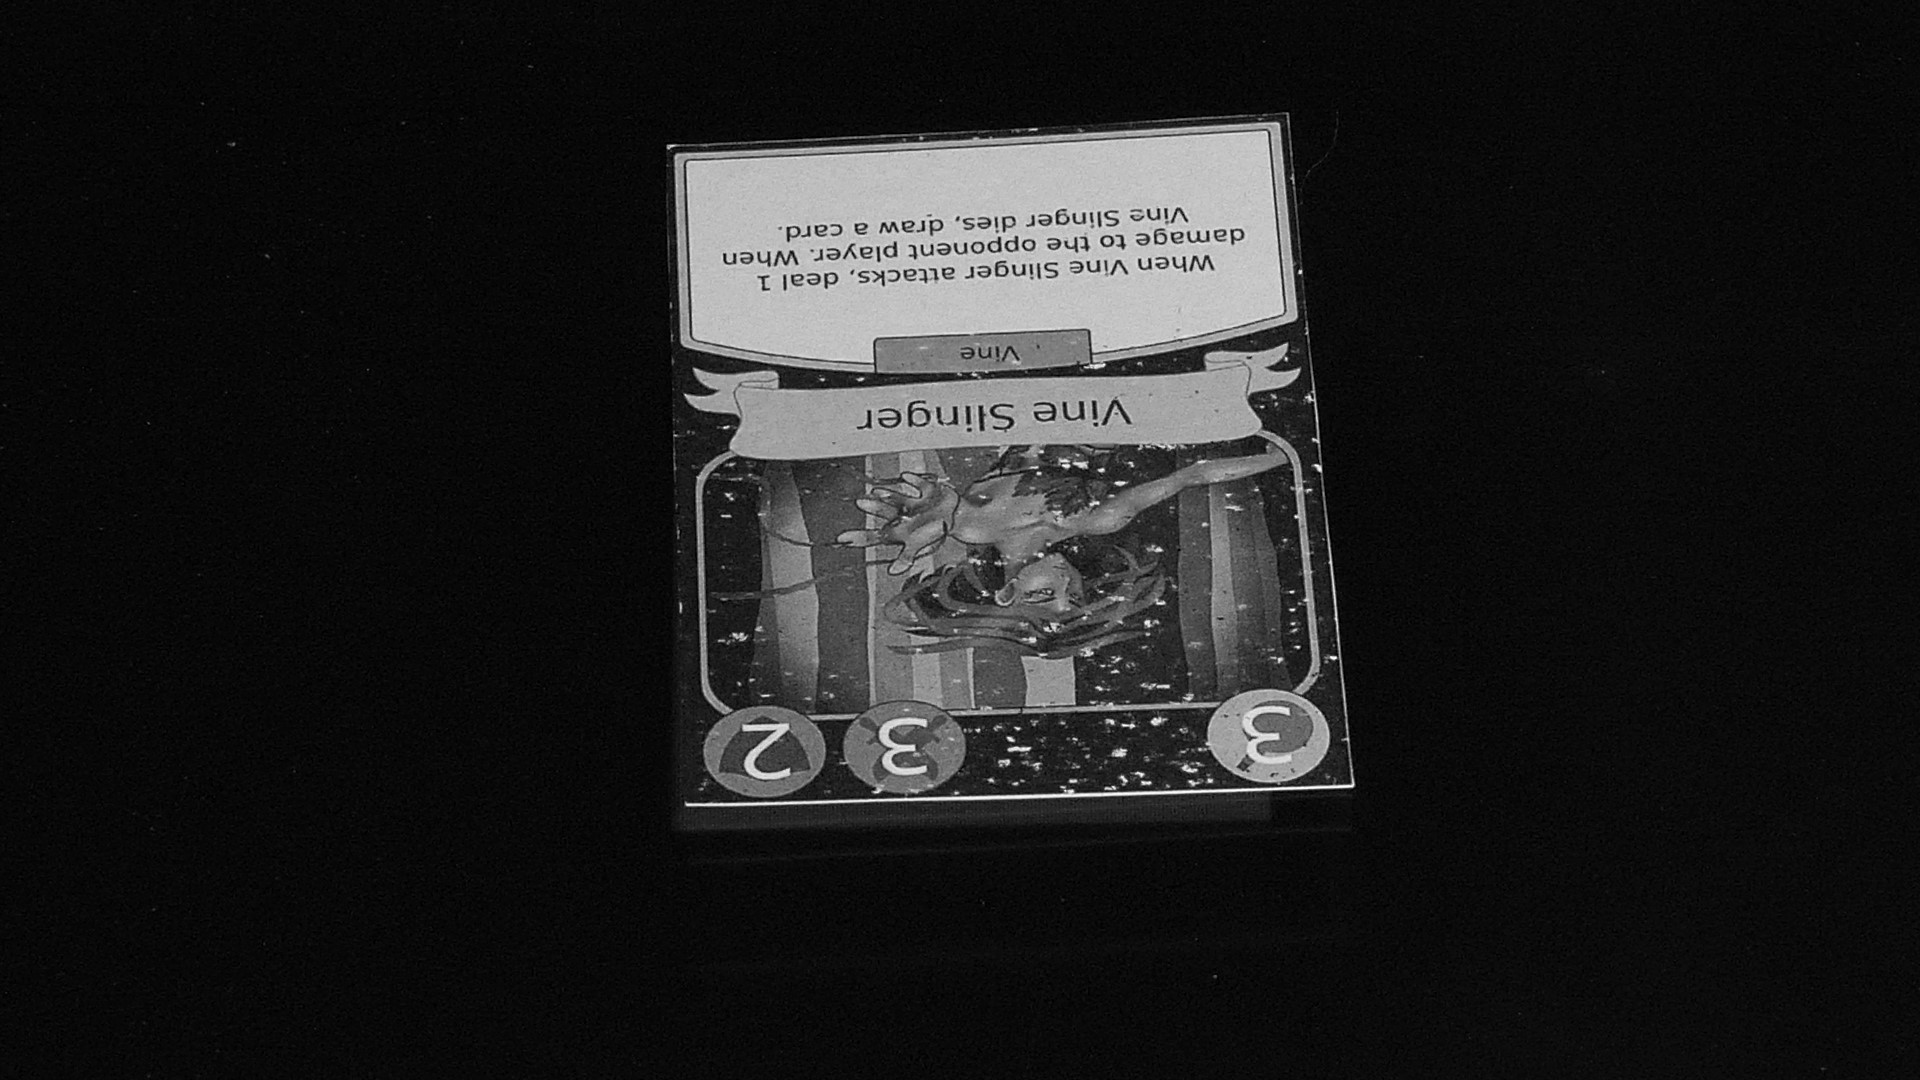 3
3
2
Vine Slinger
Vine
When Vine Slinger attacks, deal 1
damage to the opponent player. When
Vine Slinger dies, draw a card.